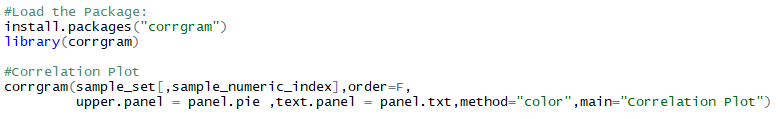 #Load the Package:
install.packages("corrgram")
library(corrgram)
#Correlation Plot
corrgram(sample_set[,sample_numeric_index],order=F,
upper.panel = panel.pie ,text.panel = panel.txt,method="color",main="Correlation Plot")